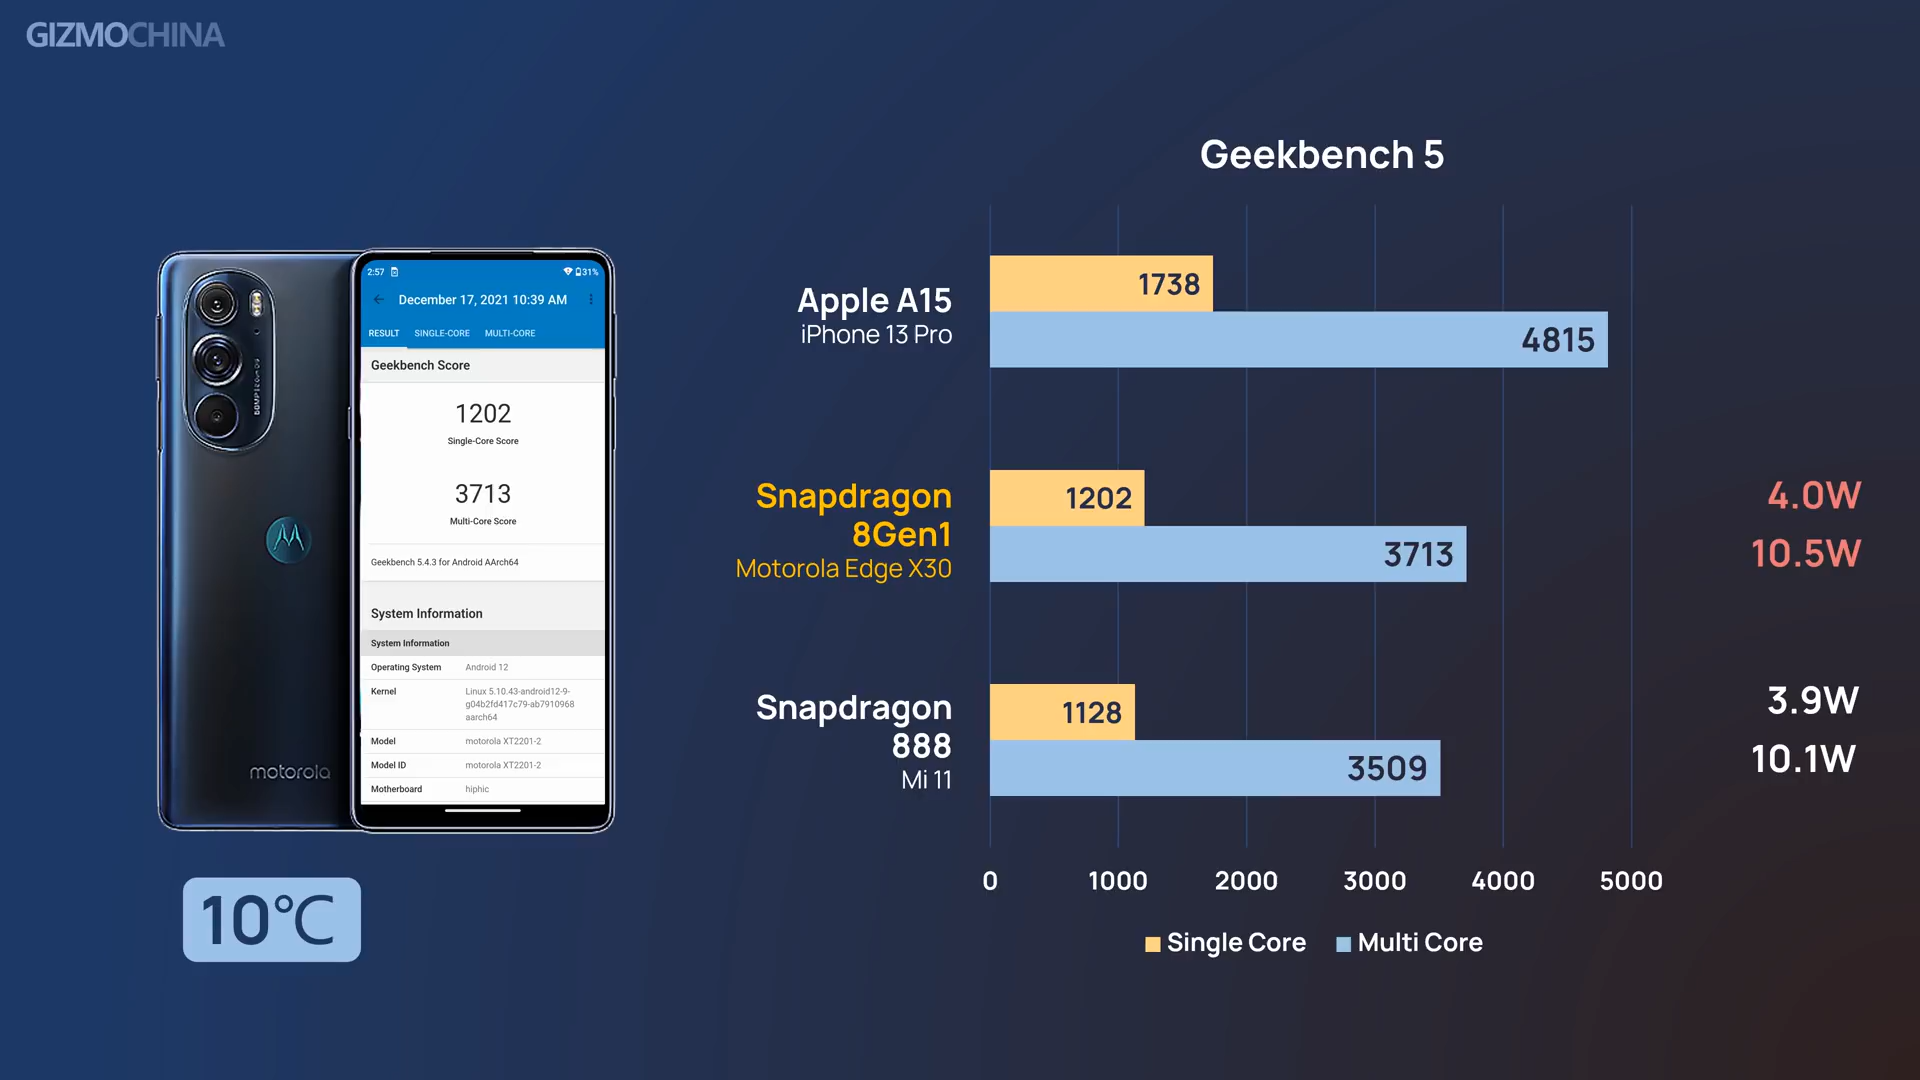 GIZMOCHINA
Geekbench 5
2:57
31%
December 17, 2021 10:39 AM
RESULT
SINGLE-CORE
MULTI-CORE
Geekbench Score
1202
Single-Core Score
3713
Multi-Core Score
Geekbench 5.4.3 for Android AArch64
System Information
System Information
Operating System Android 12
Kernel Linux 5.10.43-android12-9-
g04b2fd417c79-ab7910968
aarch64
Model motorola XT2201-2
Model ID motorola XT2201-2
Motherboard hiphic
motorola
10°C
Apple A15
iPhone 13 Pro
1738
4815
Snapdragon
8Gen1
Motorola Edge X30
1202
3713
4.0W
10.5W
Snapdragon
888
Mi 11
1128
3509
3.9W
10.1W
0 1000 2000 3000 4000 5000
Single Core Multi Core